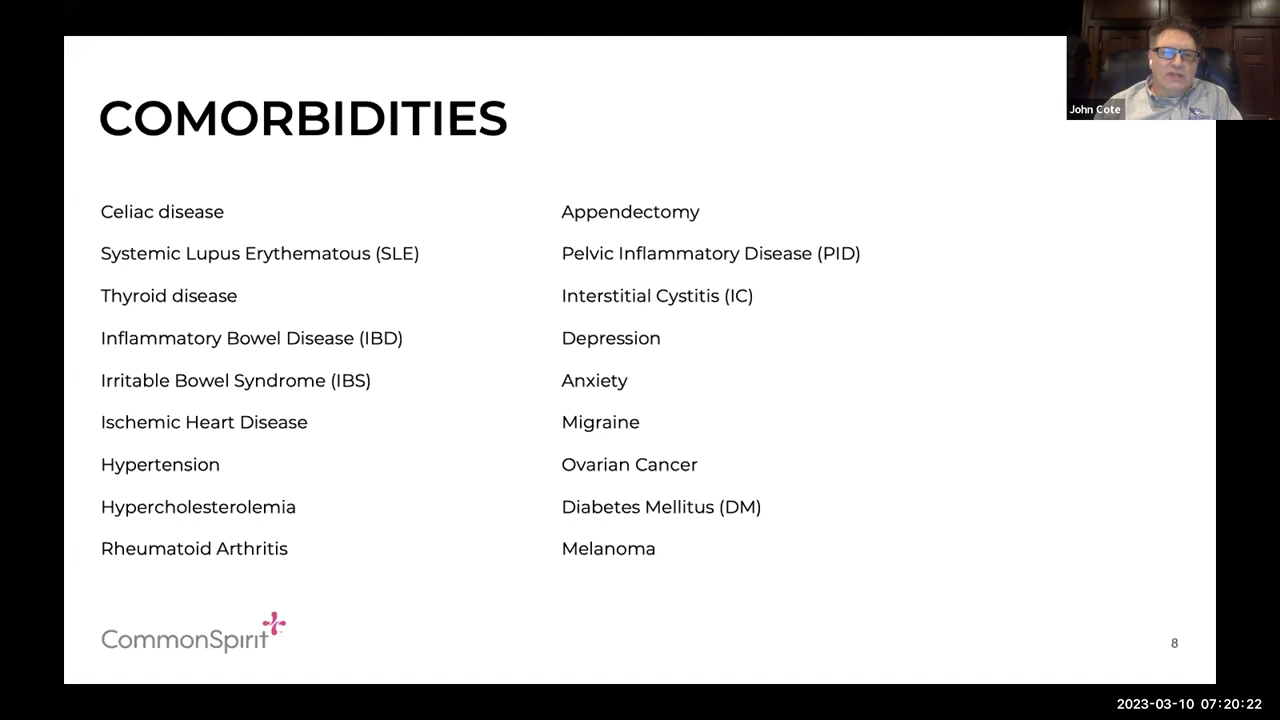 COMORBIDITIES
John Cote
Celiac disease
Systemic Lupus Erythematous (SLE)
Thyroid disease
Inflammatory Bowel Disease (IBD)
Irritable Bowel Syndrome (IBS)
Ischemic Heart Disease
Hypertension
Hypercholesterolemia
Rheumatoid Arthritis
Appendectomy
Pelvic Inflammatory Disease (PID)
Interstitial Cystitis (IC)
Depression
Anxiety
Migraine
Ovarian Cancer
Diabetes Mellitus (DM)
Melanoma
CommonSpirit
8
2023-03-10 07:20:22